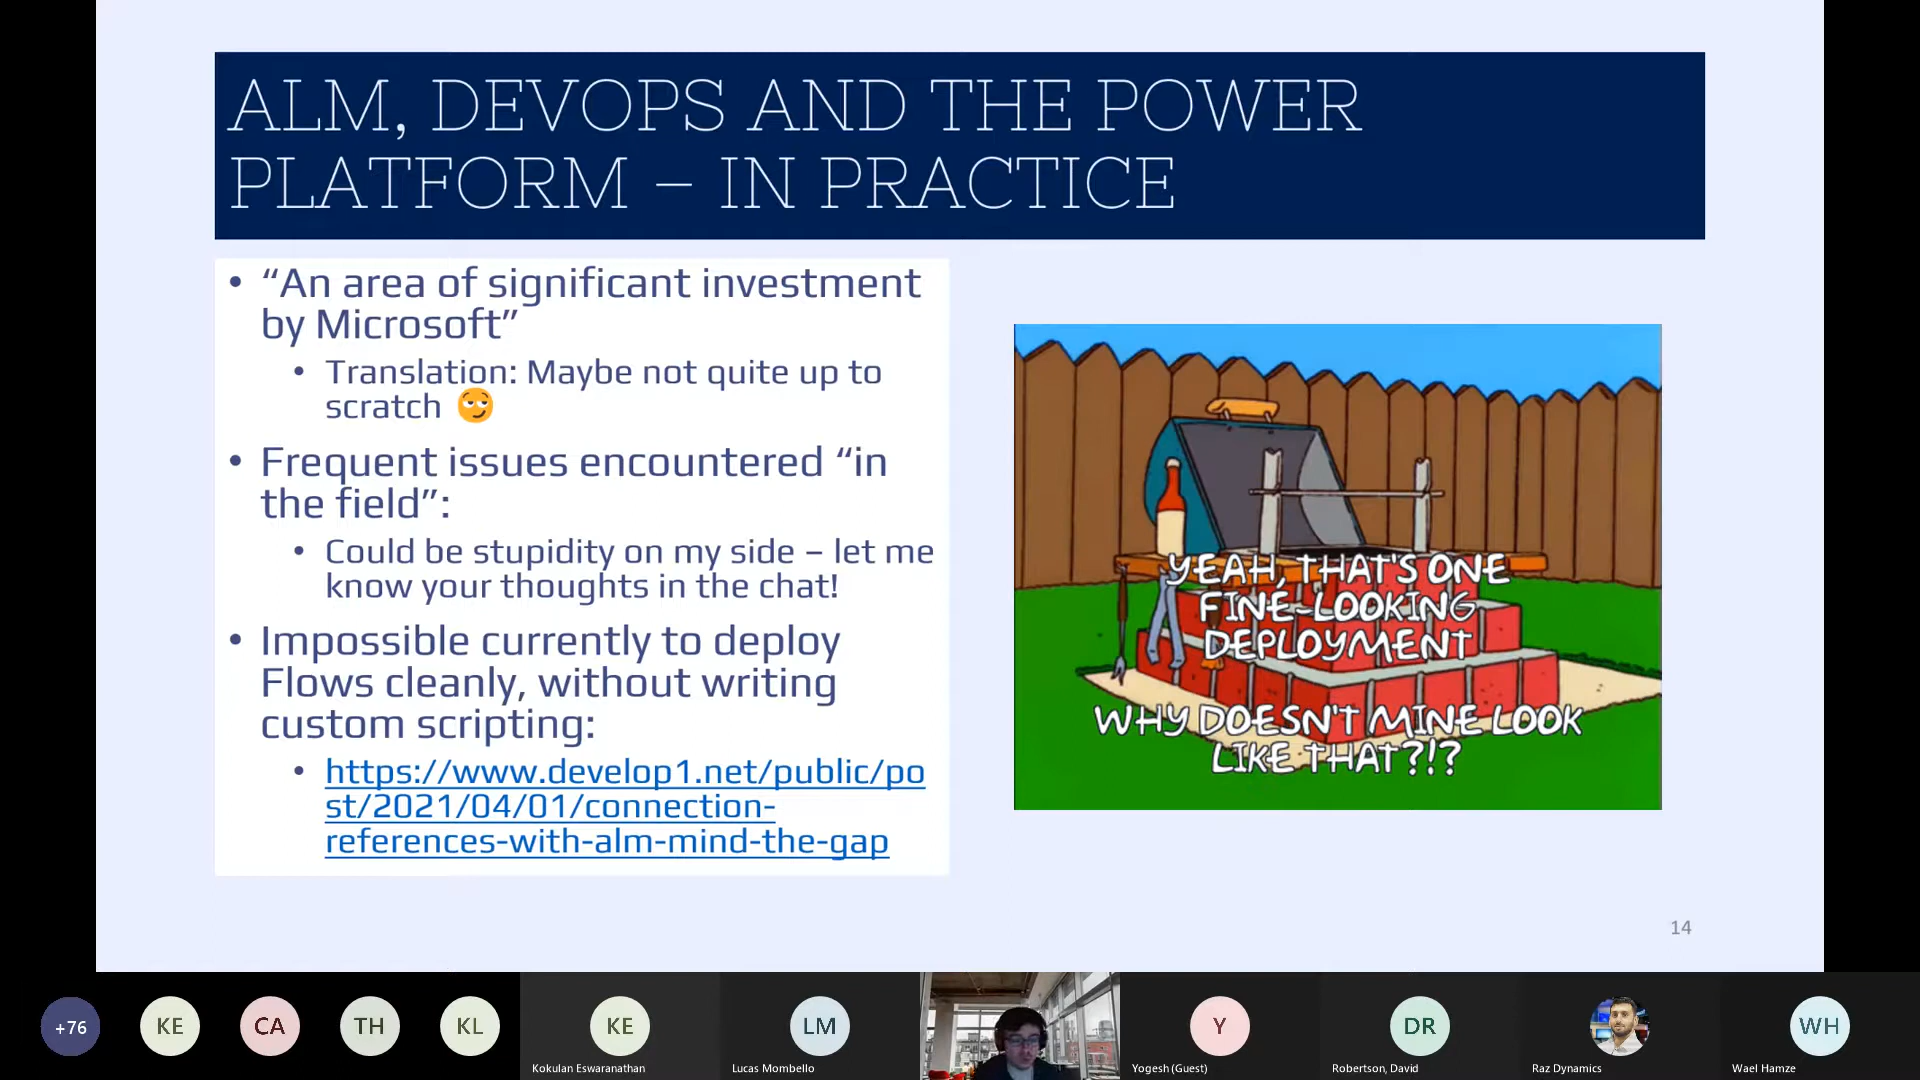 ALM, DEVOPS AND THE POWER
PLATFORM – IN PRACTICE
• “An area of significant investment
by Microsoft”
• Translation: Maybe not quite up to
scratch 😏
• Frequent issues encountered “in
the field”:
• Could be stupidity on my side – let me
know your thoughts in the chat!
• Impossible currently to deploy
Flows cleanly, without writing
custom scripting:
• https://www.develop1.net/public/po
st/2021/04/01/connection-
references-with-alm-mind-the-gap
YEAH, THAT'S ONE
FINE-LOOKING
DEPLOYMENT
WHY DOESN'T MINE LOOK
LIKE THAT?!?
14
+76
KE
CA
TH
KL
KE
Kokulan Eswaranathan
LM
Lucas Mombello
Y
Yogesh (Guest)
DR
Robertson, David
Raz Dynamics
WH
Wael Hamze